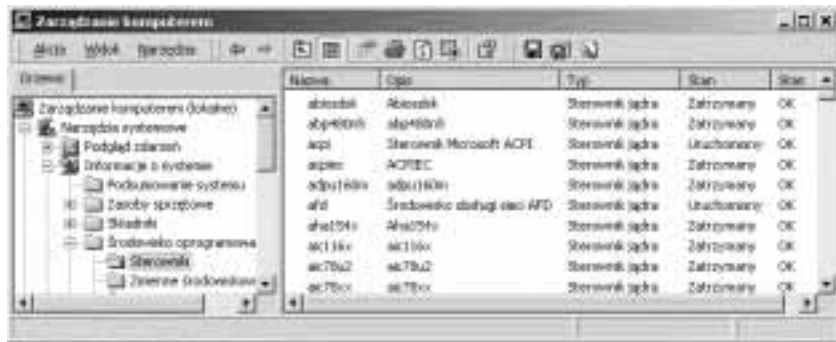 Zarządzanie komputerem
Akcja Widok Narzędzia
Drzewo
Zarządzanie komputerem (lokalne)
Narzędzia systemowe
Podgląd zdarzeń
Informacje o systemie
Podsumowanie systemu
Zasoby sprzętowe
Składniki
Środowisko oprogramowa
Sterowniki
Zmienne środowiskow
Nazwa Opis Typ Stan Stan
abiosdsk Abiosdsk Sterownik jądra Zatrzymany OK
abp480n5 abp480n5 Sterownik jądra Zatrzymany OK
acpi Sterownik Microsoft ACPI Sterownik jądra Uruchomiony OK
acpiec ACPIEC Sterownik jądra Zatrzymany OK
adpu160m adpu160m Sterownik jądra Zatrzymany OK
afd Środowisko obsługi sieci AFD Sterownik jądra Uruchomiony OK
aha154x Aha154x Sterownik jądra Zatrzymany OK
aic116x aic116x Sterownik jądra Zatrzymany OK
aic78u2 aic78u2 Sterownik jądra Zatrzymany OK
aic78xx aic78xx Sterownik jądra Zatrzymany OK